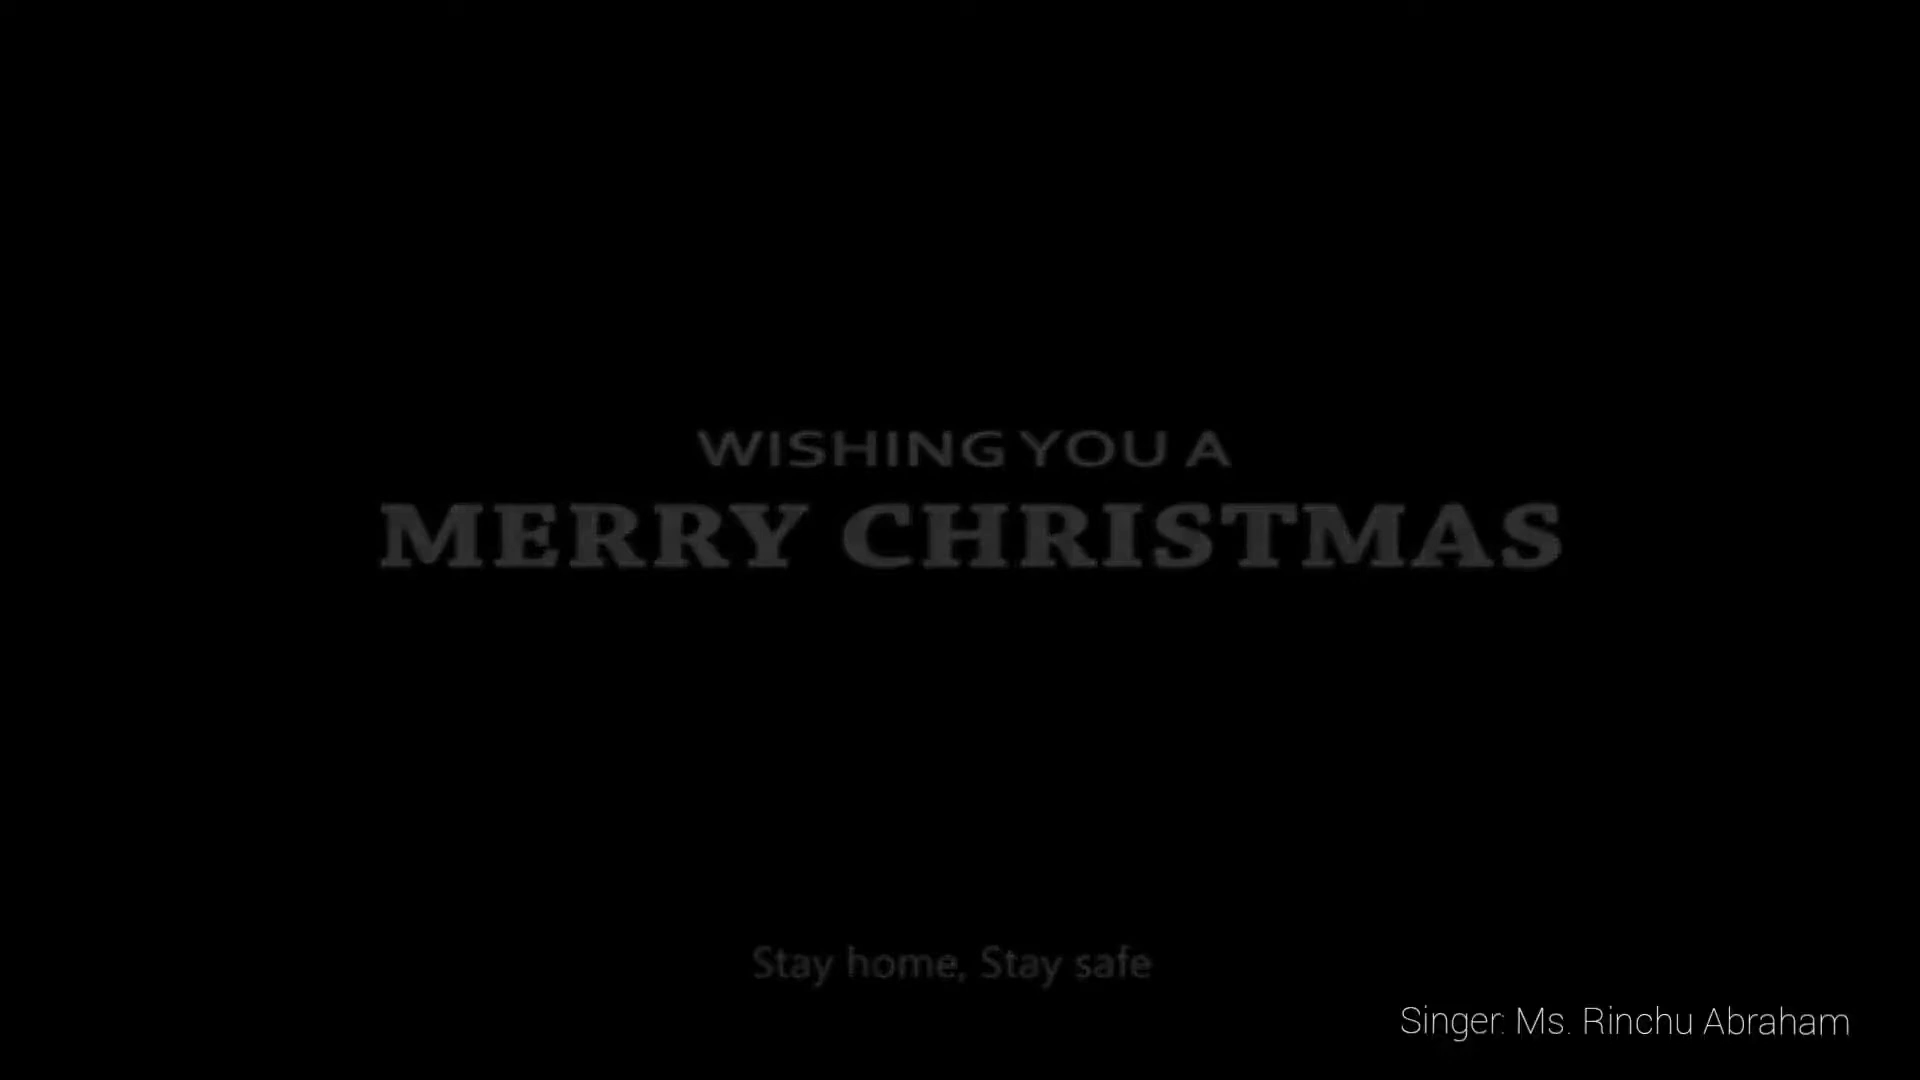 WISHING YOU A
MERRY CHRISTMAS
Stay home, Stay safe
Singer: Ms. Rinchu Abraham